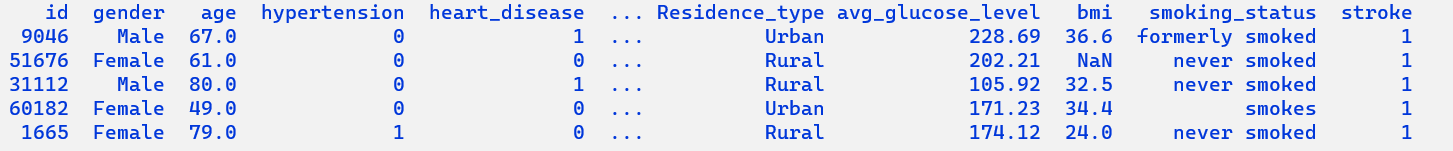 id gender age hypertension heart_disease ... Residence_type avg_glucose_level bmi smoking_status stroke
9046 Male 67.0 0 1 ... Urban 228.69 36.6 formerly smoked 1
51676 Female 61.0 0 0 ... Rural 202.21 NaN never smoked 1
31112 Male 80.0 0 1 ... Rural 105.92 32.5 never smoked 1
60182 Female 49.0 0 0 ... Urban 171.23 34.4 smokes 1
1665 Female 79.0 1 0 ... Rural 174.12 24.0 never smoked 1